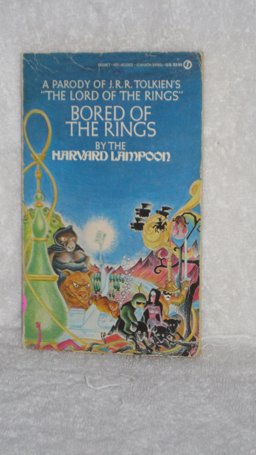 A PARODY OF J.R.R. TOLKIEN'S
"THE LORD OF THE RINGS"
BORED OF
THE RINGS
BY THE
HARVARD LAMPOON